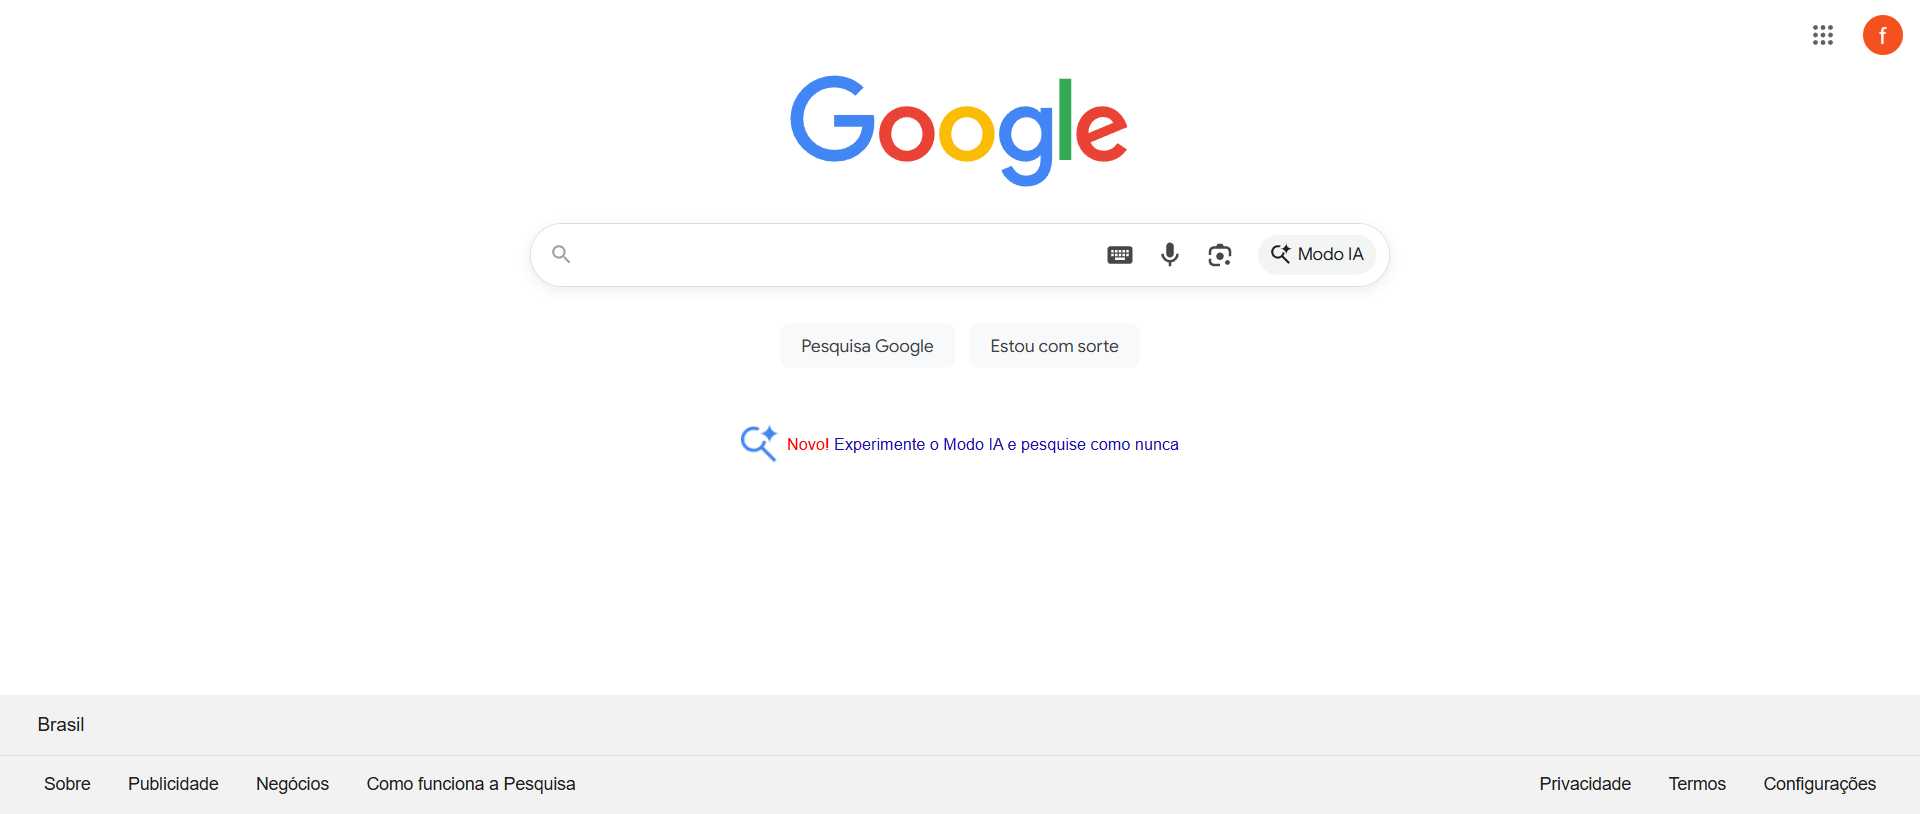 f
Google
Modo IA
Pesquisa Google
Estou com sorte
Novo! Experimente o Modo IA e pesquise como nunca
Brasil
Sobre
Publicidade
Negócios
Como funciona a Pesquisa
Privacidade
Termos
Configurações